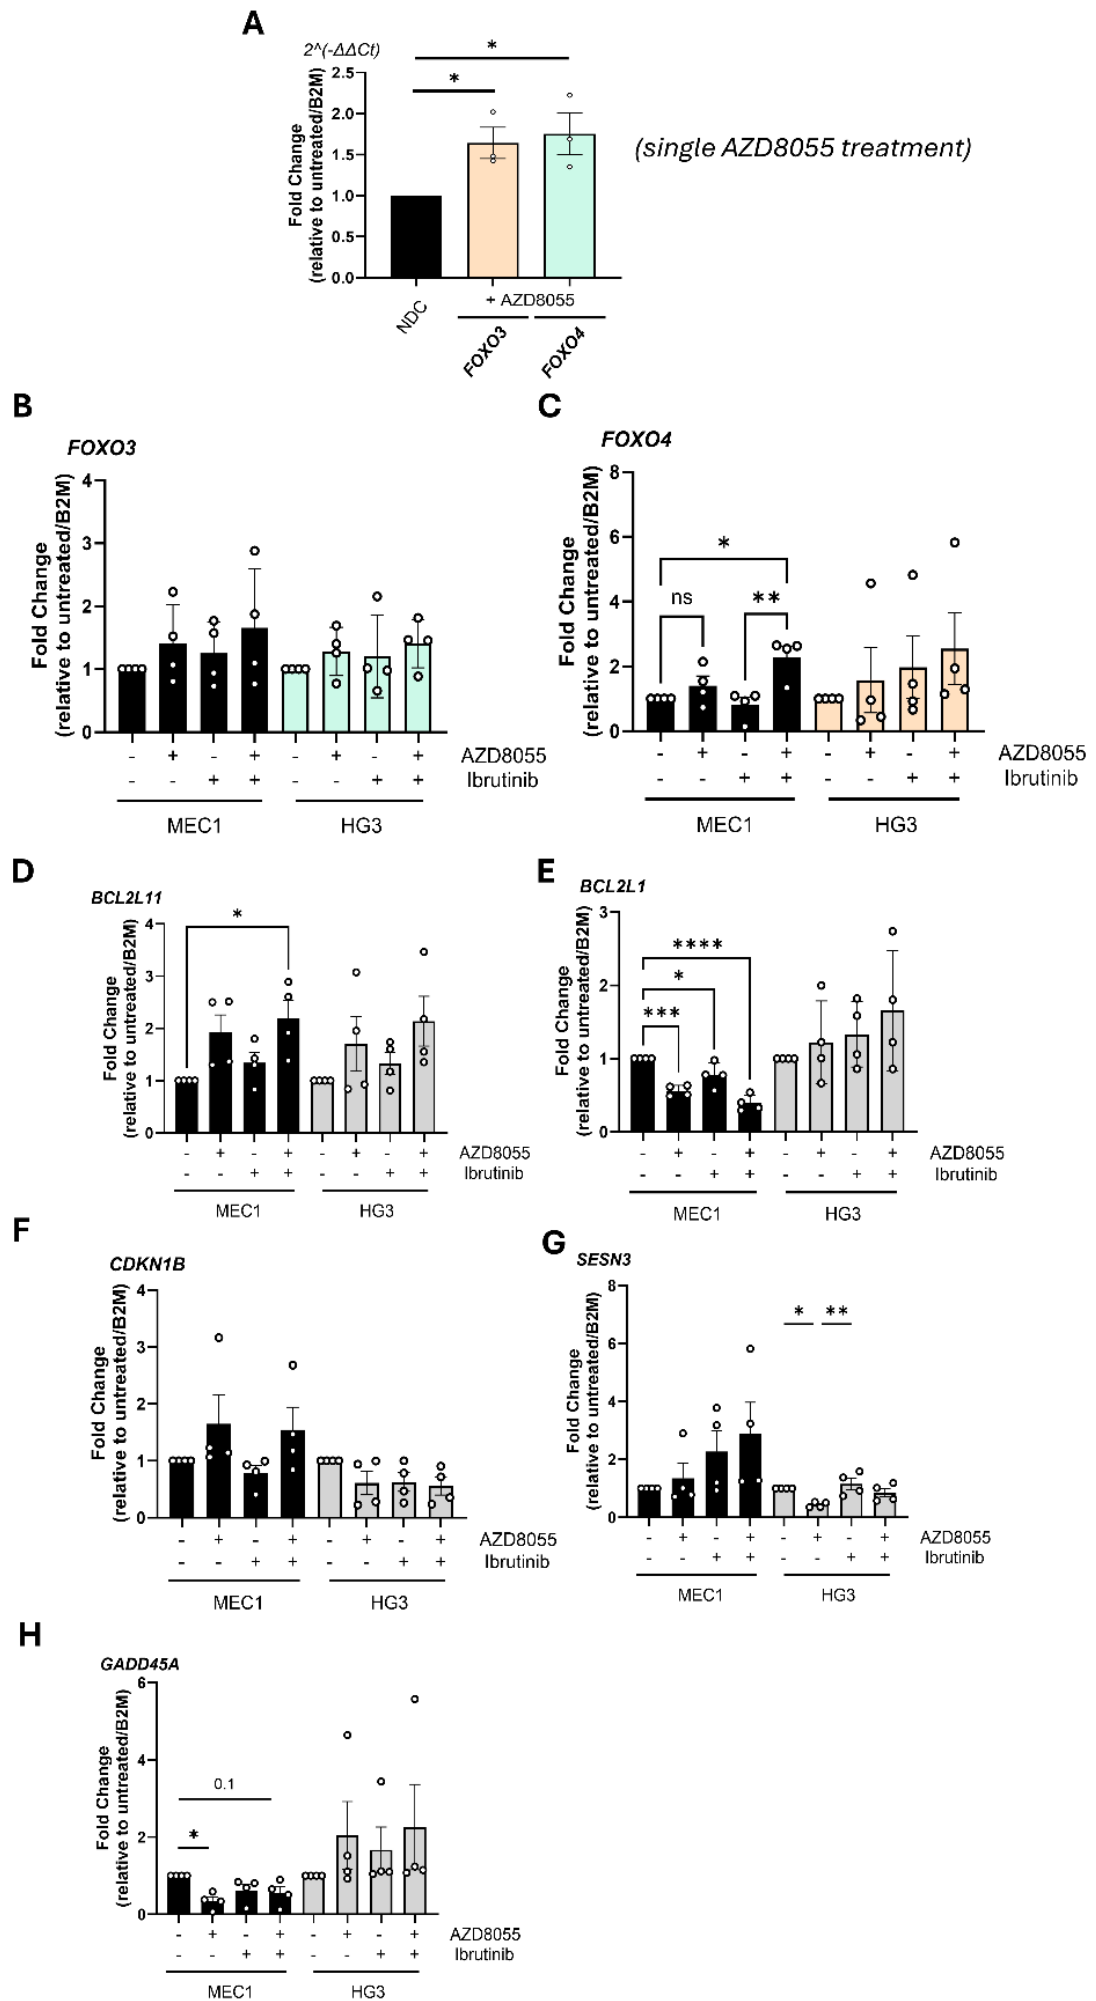 A
2^(-ΔΔCt)
*
*
Fold Change
(relative to untreated/B2M)
2.5
2.0
1.5
1.0
0.5
0.0
(single AZD8055 treatment)
NDC
+ AZD8055
FOXO3
FOXO4
B
FOXO3
Fold Change
(relative to untreated/B2M)
4
3
2
1
0
- + - + - + - + AZD8055
- - + + - - + + Ibrutinib
MEC1 HG3
C
FOXO4
Fold Change
(relative to untreated/B2M)
8
6
4
2
0
*
ns **
- + - + - + - + AZD8055
- - + + - - + + Ibrutinib
MEC1 HG3
D
BCL2L11
Fold Change
(relative to untreated/B2M)
4
3
2
1
0
*
- + - + - + - + AZD8055
- - + + - - + + Ibrutinib
MEC1 HG3
E
BCL2L1
Fold Change
(relative to untreated/B2M)
3
2
1
0
****
*
***
- + - + - + - + AZD8055
- - + + - - + + Ibrutinib
MEC1 HG3
F
CDKN1B
Fold Change
(relative to untreated/B2M)
4
3
2
1
0
- + - + - + - + AZD8055
- - + + - - + + Ibrutinib
MEC1 HG3
G
SESN3
Fold Change
(relative to untreated/B2M)
8
6
4
2
0
* **
- + - + - + - + AZD8055
- - + + - - + + Ibrutinib
MEC1 HG3
H
GADD45A
Fold Change
(relative to untreated/B2M)
6
4
2
0
0.1
*
- + - + - + - + AZD8055
- - + + - - + + Ibrutinib
MEC1 HG3